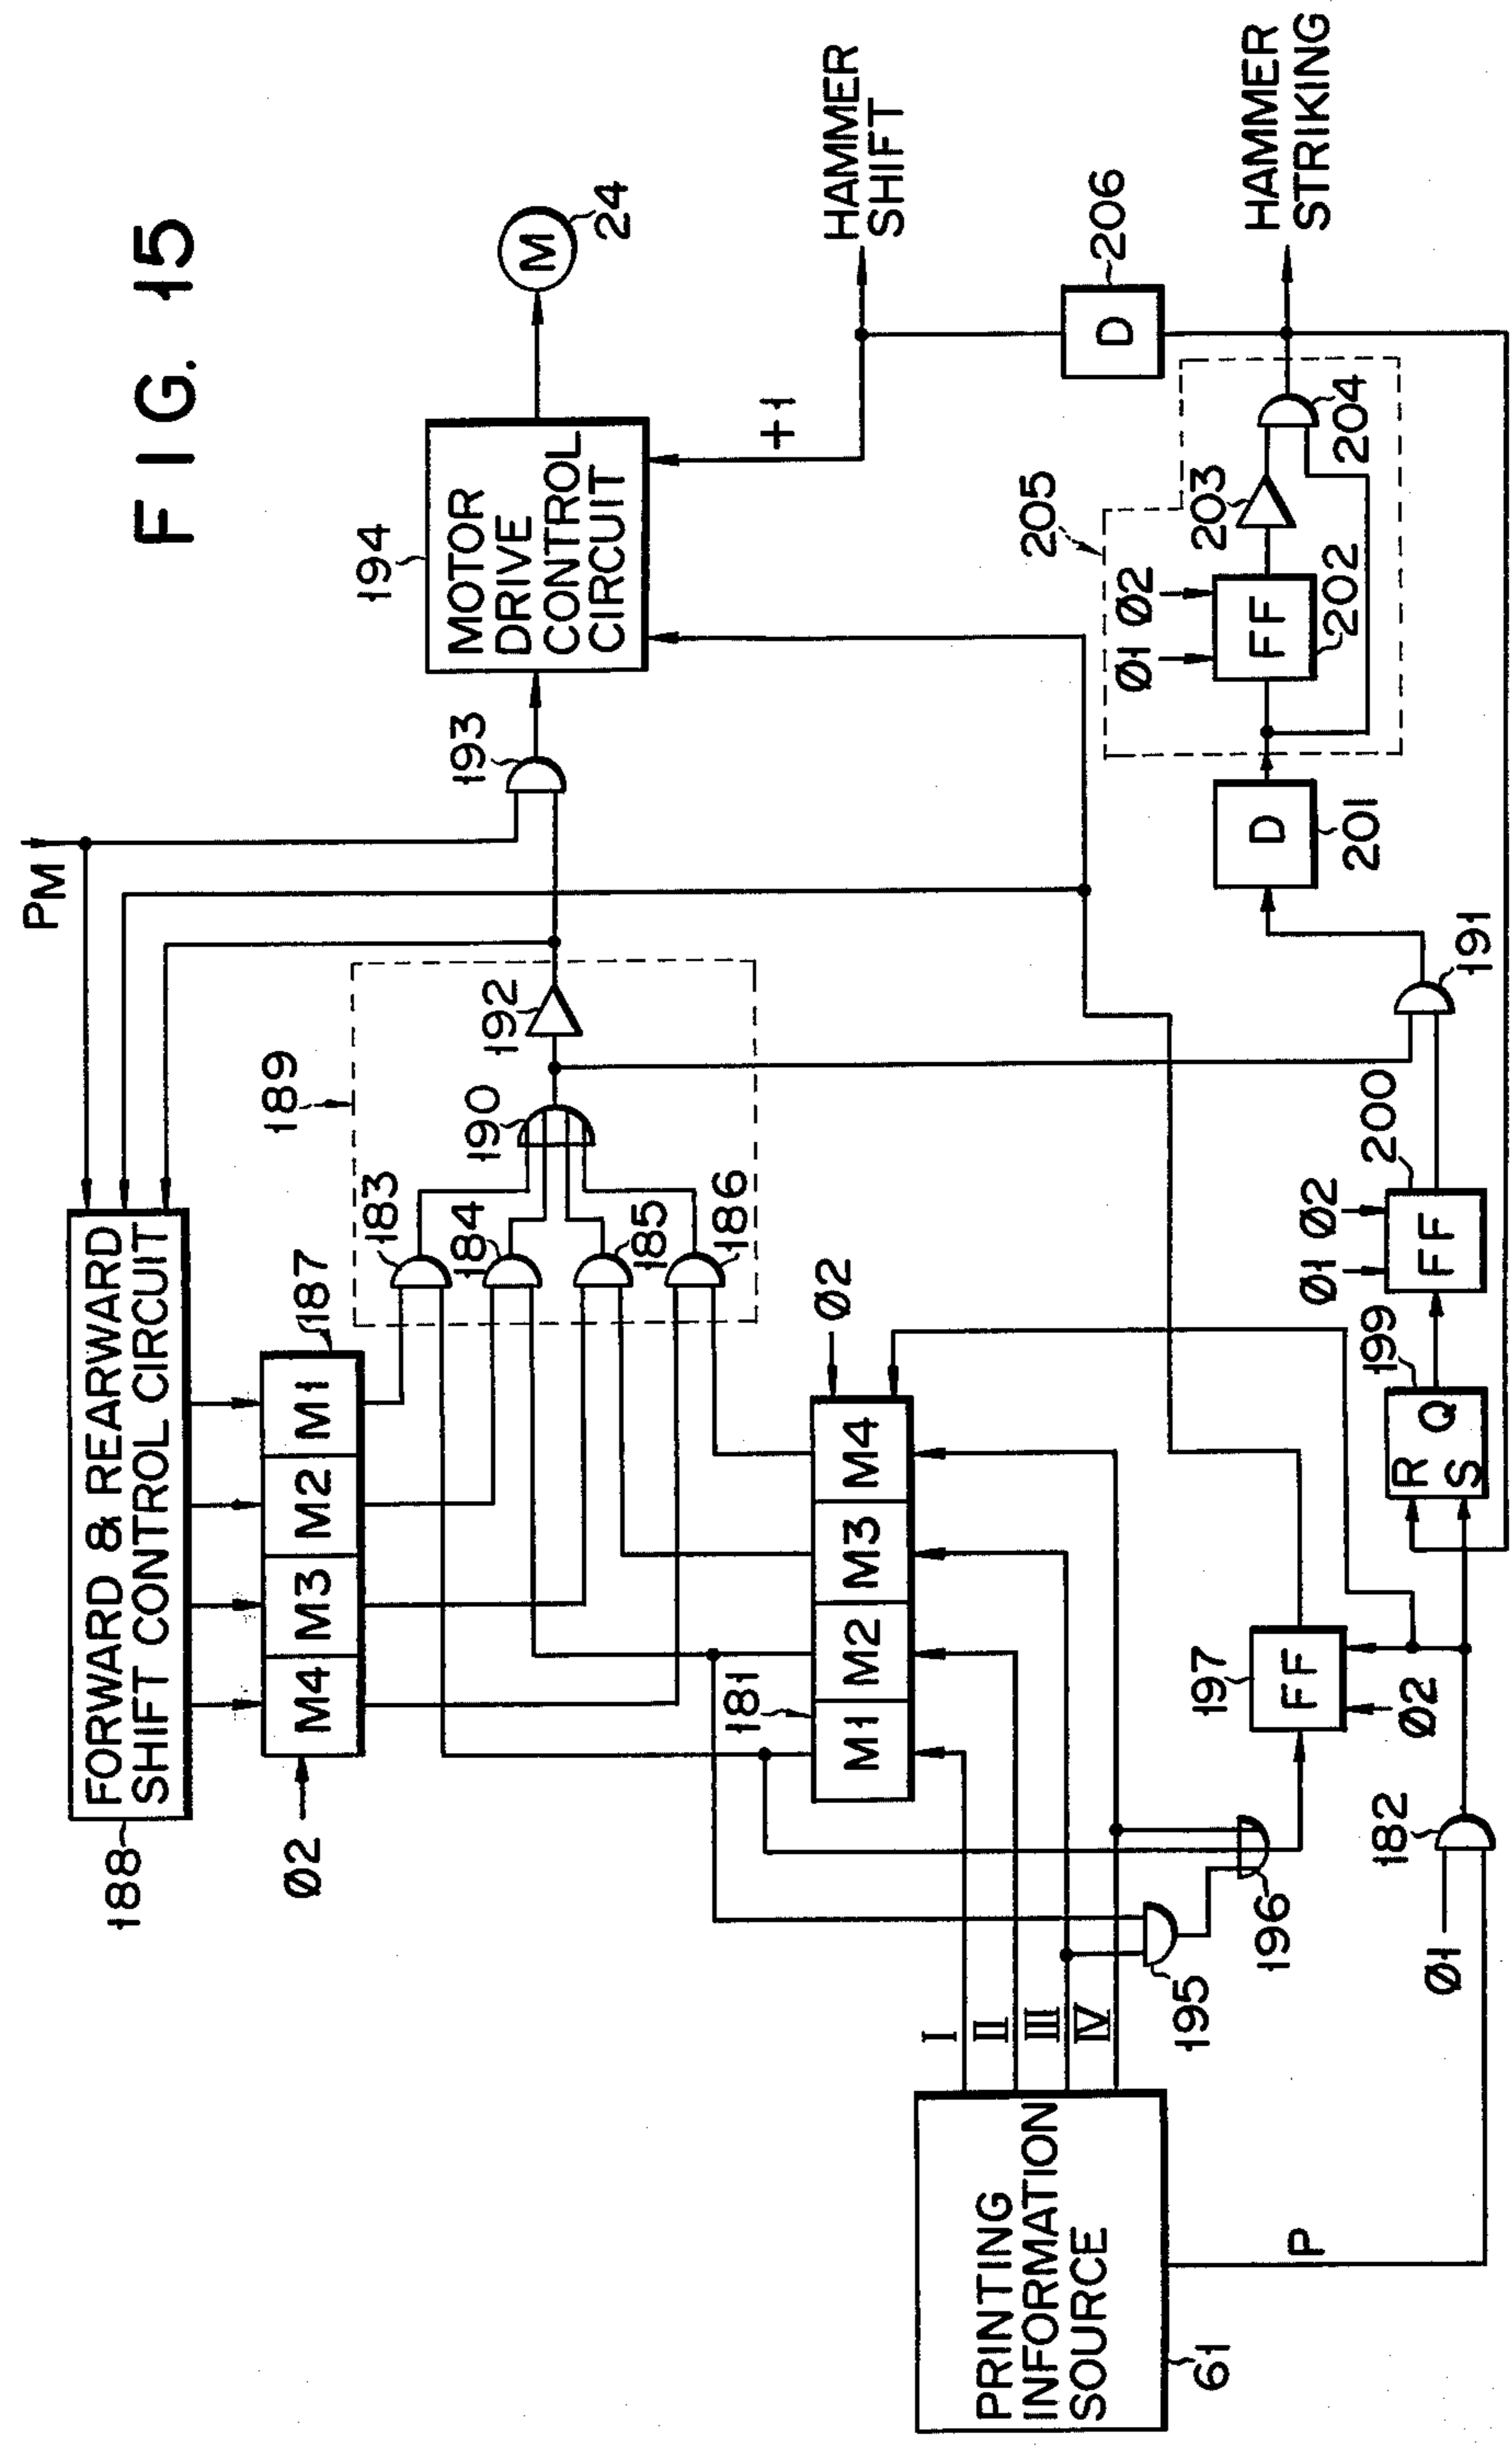 FIG. 15
FORWARD & REARWARD
SHIFT CONTROL CIRCUIT
188
PM
Ø2
M4 M3 M2 M1
187
189
183
184
185
186
190
192
193
194
MOTOR
DRIVE
CONTROL
CIRCUIT
M
24
+1
HAMMER
SHIFT
181
M1 M2 M3 M4
Ø2
PRINTING
INFORMATION
SOURCE
61
I
II
III
IV
P
195
196
197
FF
Ø2
Ø1
182
R Q
S
199
Ø1 Ø2
FF
200
191
D
201
205
Ø1 Ø2
FF
202
203
204
D
206
HAMMER
STRIKING